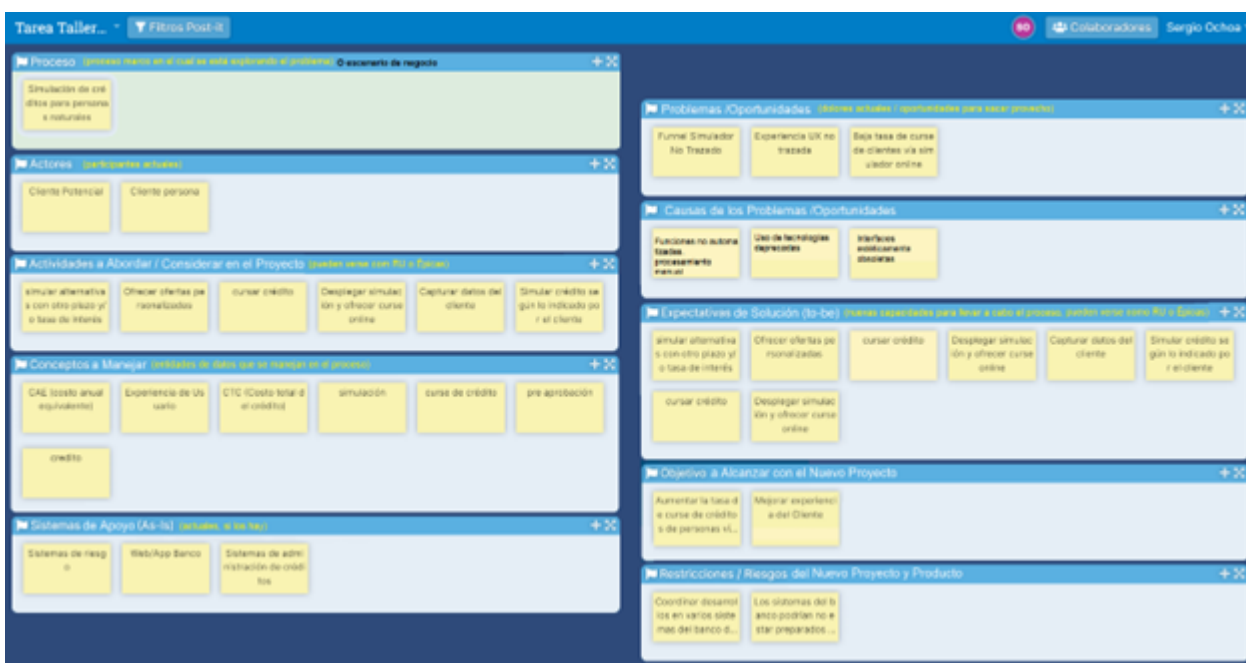 Tarea Taller...
Filtros Post-it
SO
Colaboradores
Sergio Ochoa
Proceso (proceso marco en el cual se está explorando el problema) O escenario de negocio
Simulación de cré
ditos para persona
s naturales
Actores (participantes actuales)
Cliente Potencial
Cliente persona
Actividades a Abordar / Considerar en el Proyecto (pueden verse com RU o Épicas)
simular alternativa
s con otro plazo y/
o tasa de interés
Ofrecer ofertas pe
rsonalizadas
cursar crédito
Desplegar simulac
ión y ofrecer curse
online
Capturar datos del
cliente
Simular crédito se
gún lo indicado po
r el cliente
Conceptos a Manejar (entidades de datos que se manejan en el proceso)
CAE (costo anual
equivalente)
Experiencia de Us
uario
CTC (Costo total d
el crédito)
simulación
curse de crédito
pre aprobación
credito
Sistemas de Apoyo (As-Is) (actuales, si los hay)
Sistemas de riesg
o
Web/App Banco
Sistemas de admi
nistración de crédi
tos
Problemas /Oportunidades (dolores actuales / oportunidades para sacar provecho)
Funnel Simulador
No Trazado
Experiencia UX no
trazada
Baja tasa de curse
de clientes vía sim
ulador online
Causas de los Problemas /Oportunidades
Funciones no automa
tizadas,
procesamiento
manual
Uso de tecnologías
deprecadas
Interfaces
estéticamente
obsoletas
Expectativas de Solución (to-be) (nuevas capacidades para llevar a cabo el proceso, pueden verse como RU o Épicas)
simular alternativa
s con otro plazo y/
o tasa de interés
Ofrecer ofertas pe
rsonalizadas
cursar crédito
Desplegar simulac
ión y ofrecer curse
online
Capturar datos del
cliente
Simular crédito se
gún lo indicado po
r el cliente
cursar crédito
Desplegar simulac
ión y ofrecer curse
online
Objetivo a Alcanzar con el Nuevo Proyecto
Aumentar la tasa d
e curse de crédito
s de personas ví...
Mejorar experienci
a del Cliente
Restricciones / Riesgos del Nuevo Proyecto y Producto
Coordinar desarrol
los en varios siste
mas del banco d...
Los sistemas del b
anco podrían no e
star preparados ...